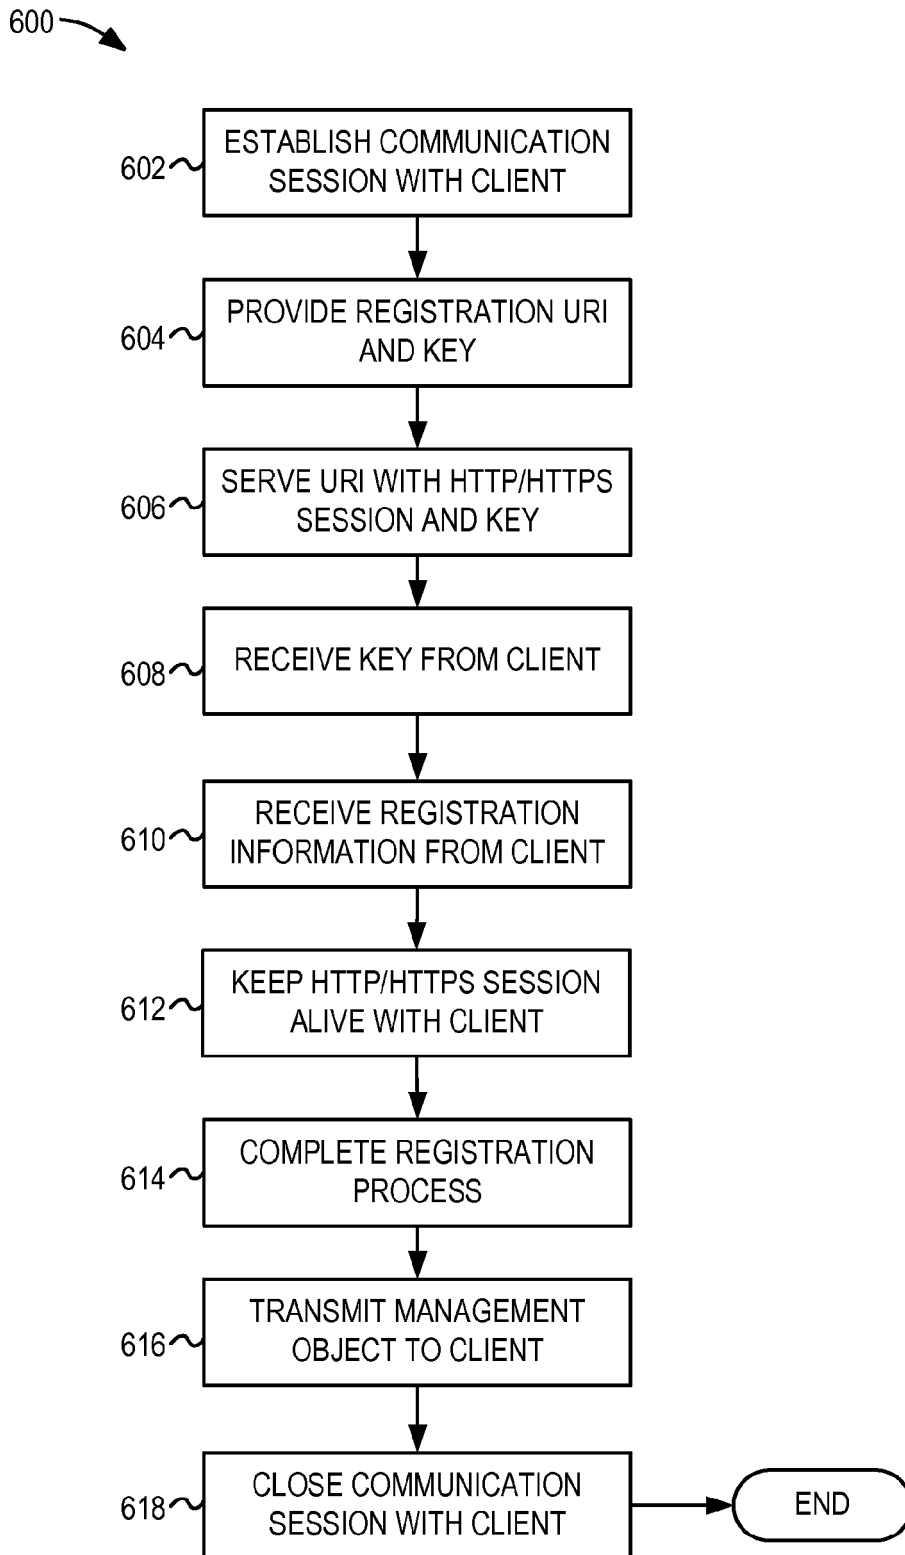 600
602
ESTABLISH COMMUNICATION
SESSION WITH CLIENT
604
PROVIDE REGISTRATION URI
AND KEY
606
SERVE URI WITH HTTP/HTTPS
SESSION AND KEY
608
RECEIVE KEY FROM CLIENT
610
RECEIVE REGISTRATION
INFORMATION FROM CLIENT
612
KEEP HTTP/HTTPS SESSION
ALIVE WITH CLIENT
614
COMPLETE REGISTRATION
PROCESS
616
TRANSMIT MANAGEMENT
OBJECT TO CLIENT
618
CLOSE COMMUNICATION
SESSION WITH CLIENT
END